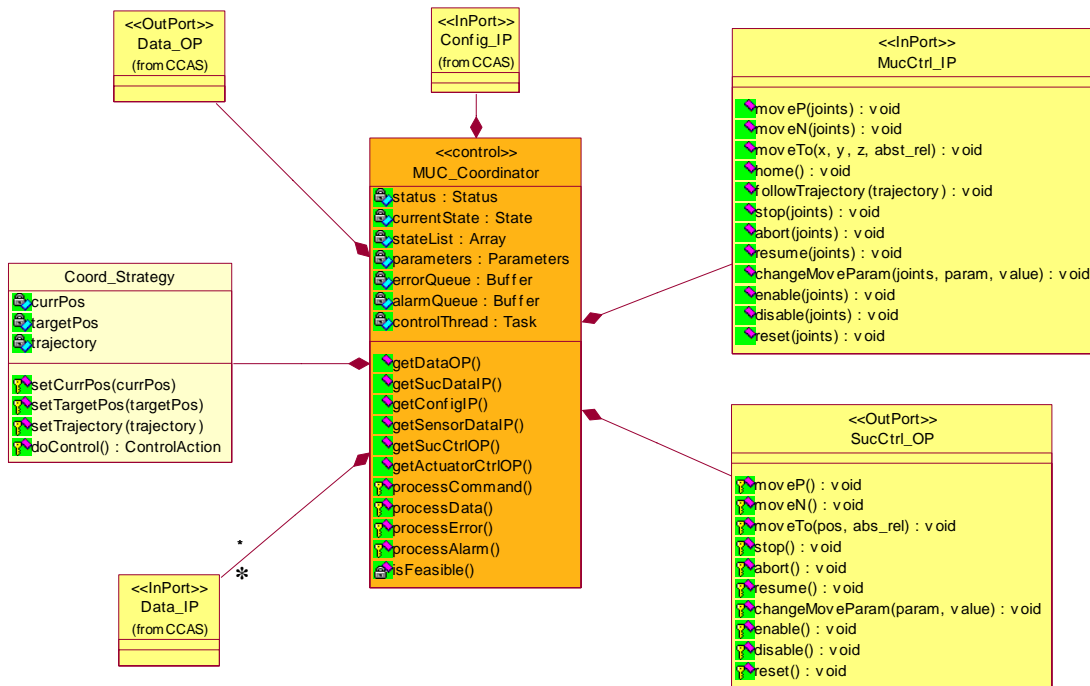 <<OutPort>>
Data_OP
(from CCAS)
<<InPort>>
Config_IP
(from CCAS)
<<InPort>>
MucCtrl_IP
moveP(joints) : void
moveN(joints) : void
moveTo(x, y, z, abst_rel) : void
home() : void
followTrajectory(trajectory) : void
stop(joints) : void
abort(joints) : void
resume(joints) : void
changeMoveParam(joints, param, value) : void
enable(joints) : void
disable(joints) : void
reset(joints) : void
<<control>>
MUC_Coordinator
status : Status
currentState : State
stateList : Array
parameters : Parameters
errorQueue : Buffer
alarmQueue : Buffer
controlThread : Task
getDataOP()
getSucDataIP()
getConfigIP()
getSensorDataIP()
getSucCtrlOP()
getActuatorCtrlOP()
processCommand()
processData()
processError()
processAlarm()
isFeasible()
Coord_Strategy
currPos
targetPos
trajectory
setCurrPos(currPos)
setTargetPos(targetPos)
setTrajectory(trajectory)
doControl() : ControlAction
<<OutPort>>
SucCtrl_OP
moveP() : void
moveN() : void
moveTo(pos, abs_rel) : void
stop() : void
abort() : void
resume() : void
changeMoveParam(param, value) : void
enable() : void
disable() : void
reset() : void
*
*
<<InPort>>
Data_IP
(from CCAS)